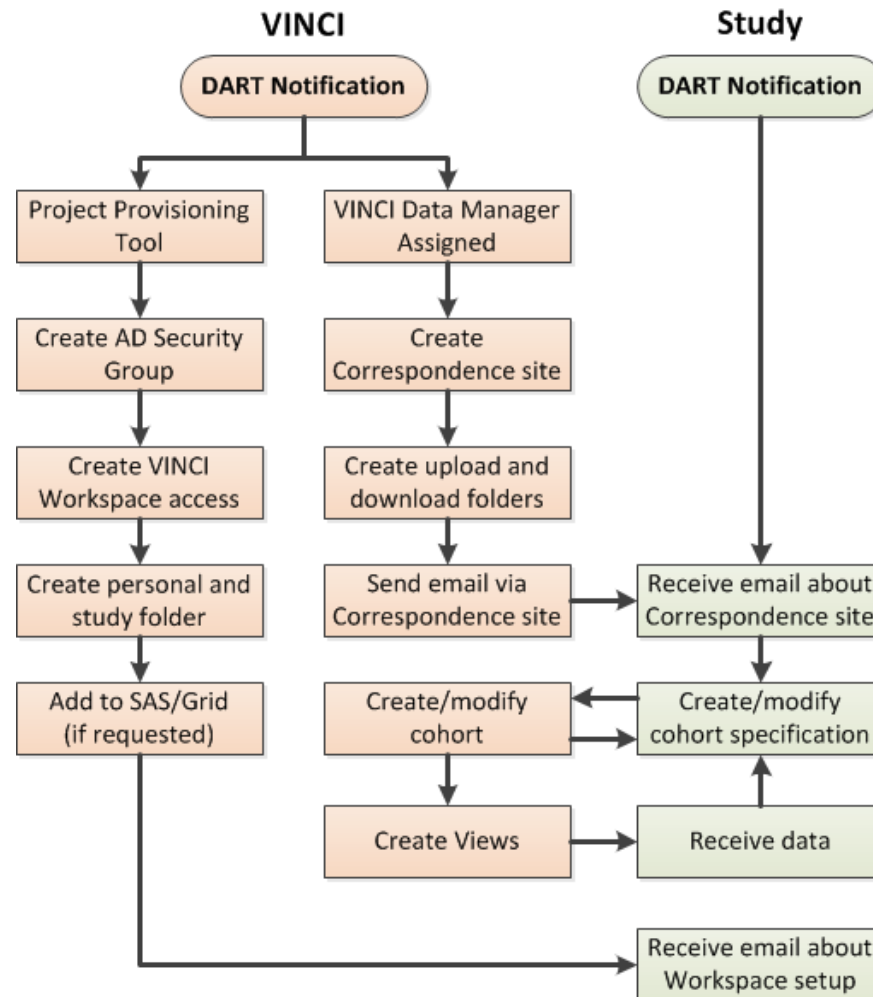 VINCI
Study
DART Notification
DART Notification
Project Provisioning
Tool
VINCI Data Manager
Assigned
Create AD Security
Group
Create
Correspondence site
Create VINCI
Workspace access
Create upload and
download folders
Create personal and
study folder
Send email via
Correspondence site
Receive email about
Correspondence site
Add to SAS/Grid
(if requested)
Create/modify
cohort
Create/modify
cohort specification
Create Views
Receive data
Receive email about
Workspace setup